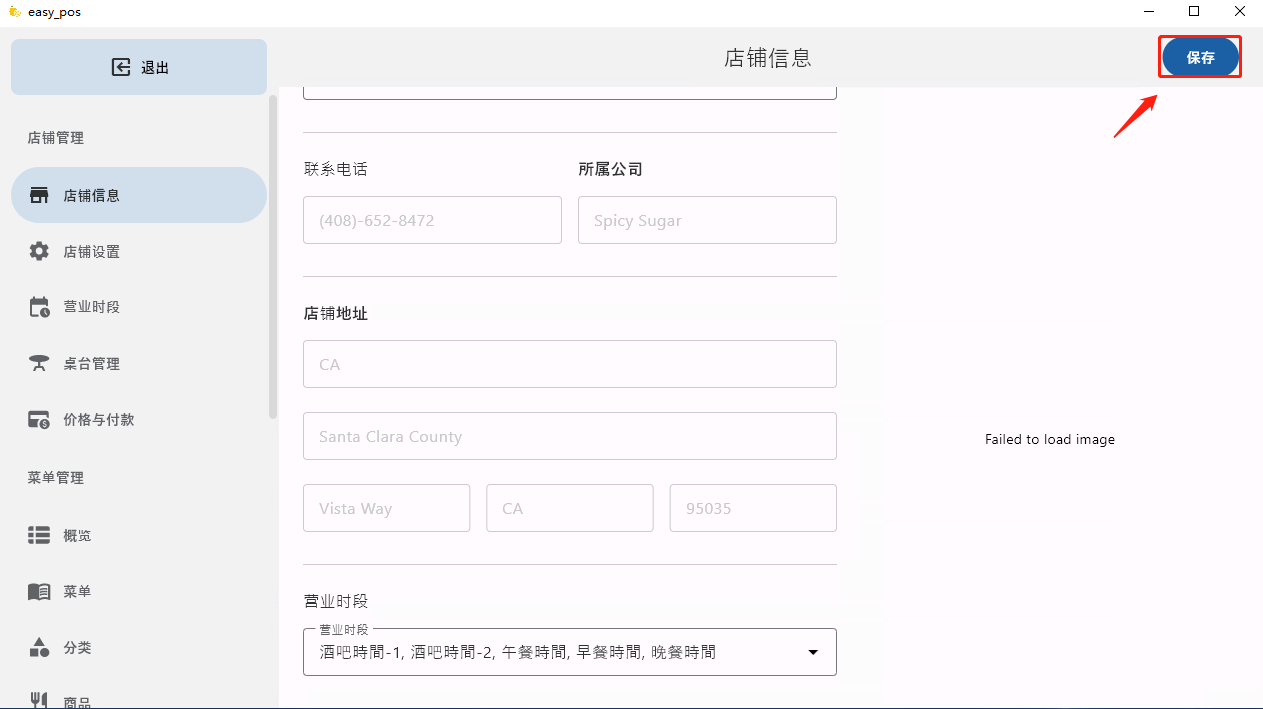 easy_pos
退出
店铺信息
保存
店铺管理
店铺信息
店铺设置
营业时段
桌台管理
价格与付款
菜单管理
概览
菜单
分类
商品
联系电话 所属公司
(408)-652-8472 Spicy Sugar
店铺地址
CA
Santa Clara County
Vista Way CA 95035
营业时段
营业时段
酒吧時間-1, 酒吧時間-2, 午餐時間, 早餐時間, 晚餐時間
Failed to load image